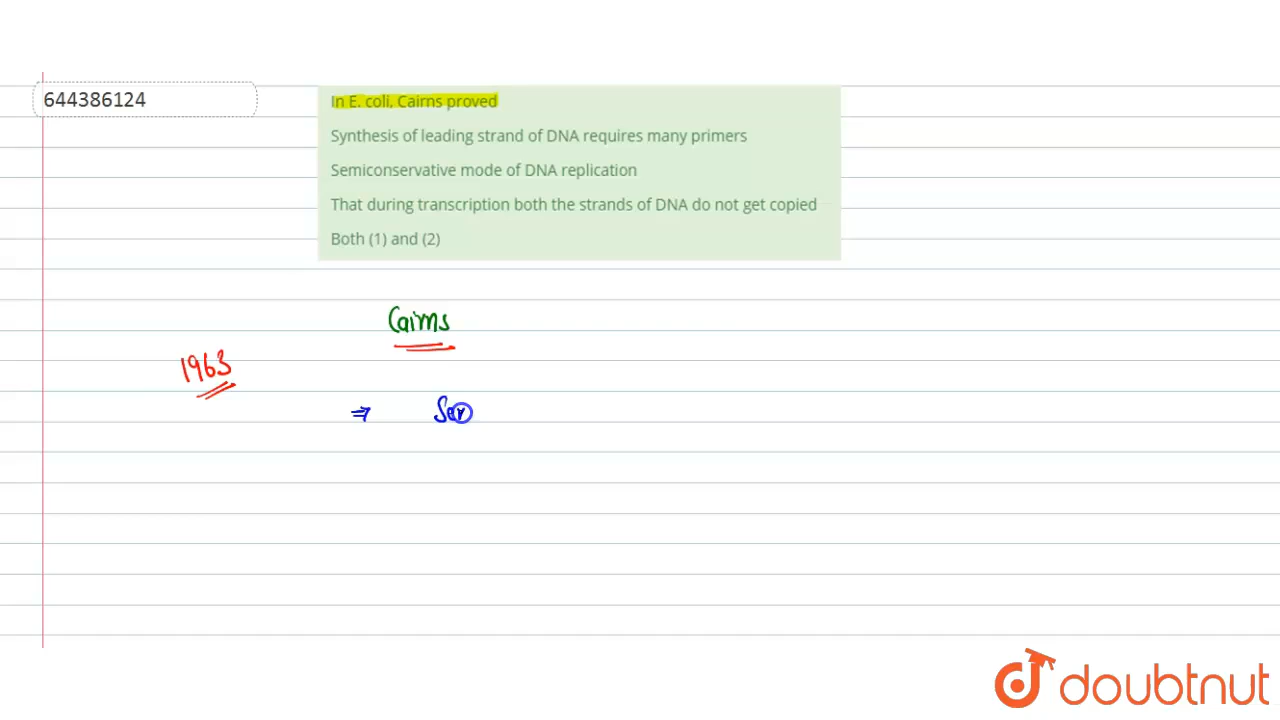 644386124
In E. coli, Cairns proved
Synthesis of leading strand of DNA requires many primers
Semiconservative mode of DNA replication
That during transcription both the strands of DNA do not get copied
Both (1) and (2)
Cairns
1963
⇒
doubtnut